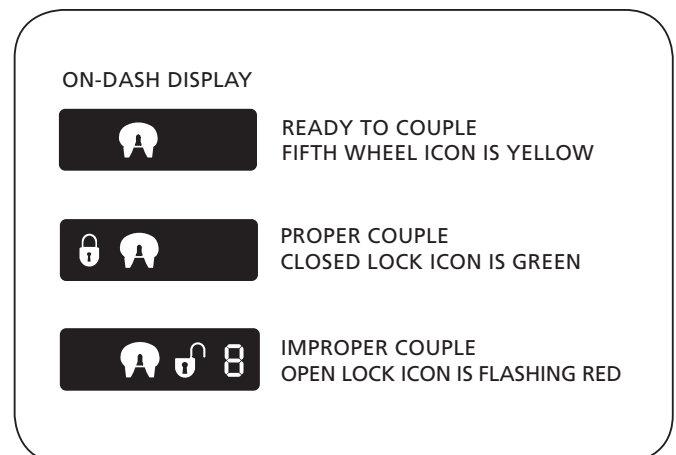 ON-DASH DISPLAY
READY TO COUPLE
FIFTH WHEEL ICON IS YELLOW
PROPER COUPLE
CLOSED LOCK ICON IS GREEN
8
IMPROPER COUPLE
OPEN LOCK ICON IS FLASHING RED